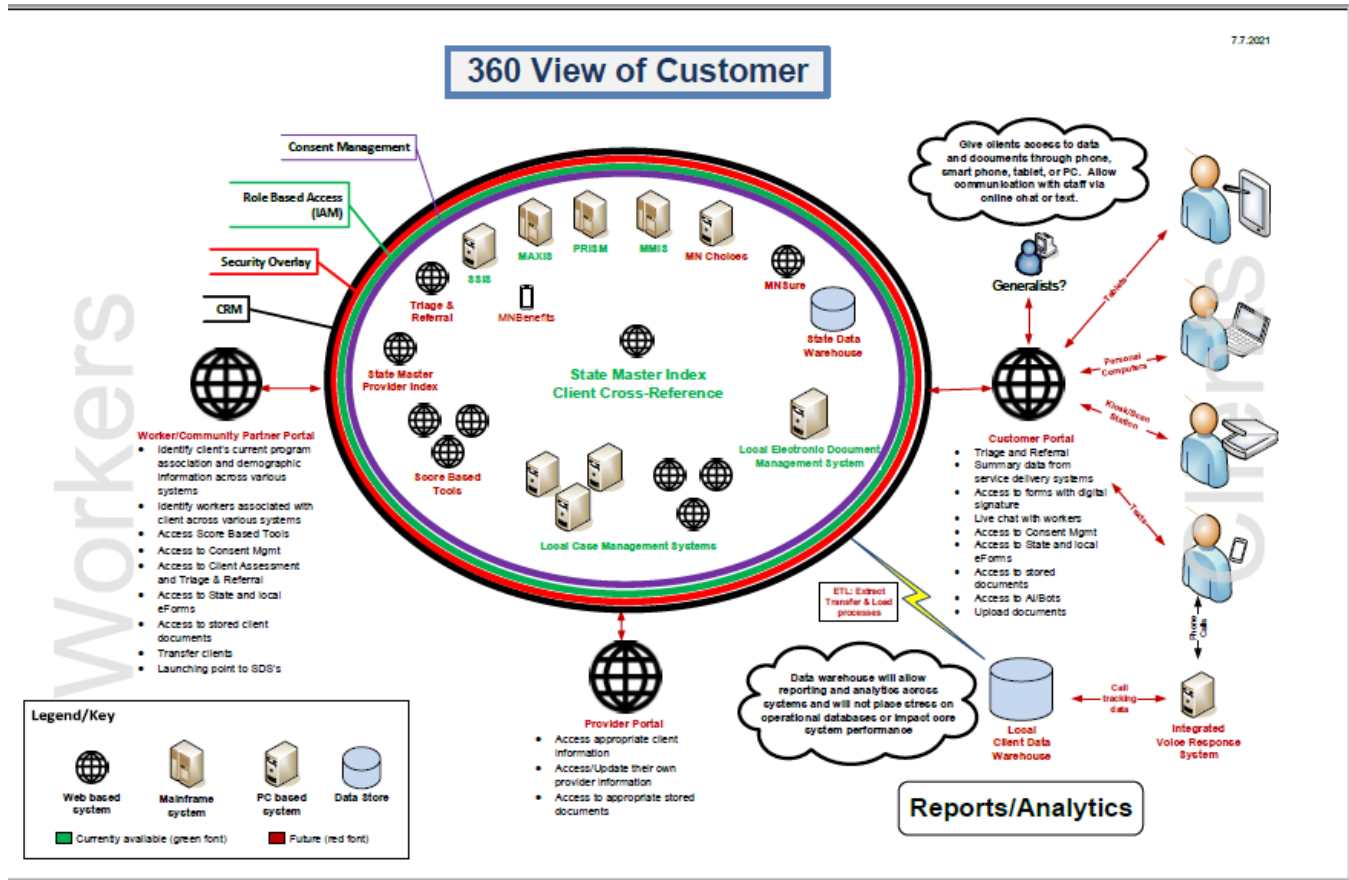 7.7.2021
360 View of Customer
Consent Management
Role Based Access
(IAM)
Security Overlay
CRM
Workers
SSIS
MAXIS
PRISM
MMIS
MN Choices
MNSure
Triage &
Referral
MNBenefits
State Data
Warehouse
State Master
Provider Index
State Master Index
Client Cross-Reference
Score Based
Tools
Local Electronic Document
Management System
Local Case Management Systems
Worker/Community Partner Portal
• Identify client's current program
association and demographic
information across various
systems
• Identify workers associated with
client across various systems
• Access Score Based Tools
• Access to Consent Mgmt
• Access to Client Assessment
and Triage & Referral
• Access to State and local
eForms
• Access to stored client
documents
• Transfer clients
• Launching point to SDS's
Give clients access to data
and documents through phone,
smart phone, tablet, or PC. Allow
communication with staff via
online chat or text.
Generalists?
Clients
Tablets
Personal
Computers
Kiosk/Scan
Station
Texts
Phone
Calls
Customer Portal
• Triage and Referral
• Summary data from
service delivery systems
• Access to forms with digital
signature
• Live chat with workers
• Access to Consent Mgmt
• Access to State and local
eForms
• Access to stored
documents
• Access to AI/Bots
• Upload documents
ETL: Extract
Transfer & Load
processes
Data warehouse will allow
reporting and analytics across
systems and will not place stress on
operational databases or impact core
system performance
Local
Client Data
Warehouse
Call
tracking
data
Integrated
Voice Response
System
Reports/Analytics
Provider Portal
• Access appropriate client
information
• Access/Update their own
provider information
• Access to appropriate stored
documents
Legend/Key
Web based
system
Mainframe
system
PC based
system
Data Store
Currently available (green font)
Future (red font)